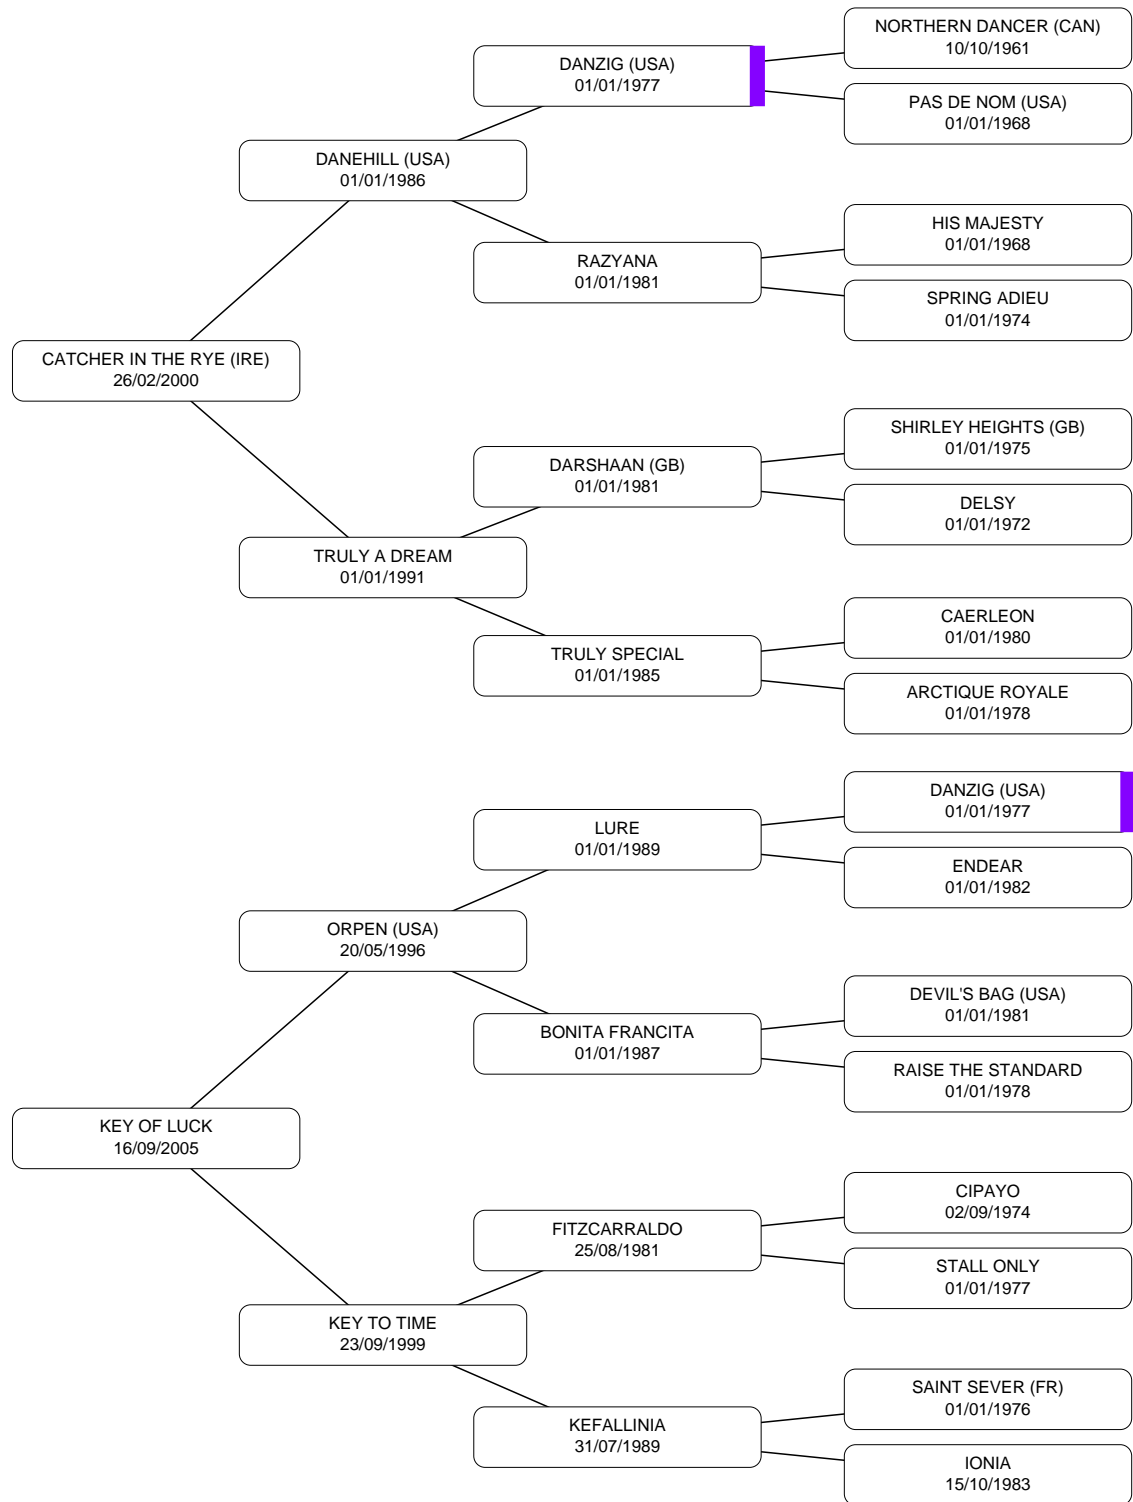 NORTHERN DANCER (CAN)
10/10/1961
DANZIG (USA)
01/01/1977
PAS DE NOM (USA)
01/01/1968
DANEHILL (USA)
01/01/1986
HIS MAJESTY
01/01/1968
RAZYANA
01/01/1981
SPRING ADIEU
01/01/1974
CATCHER IN THE RYE (IRE)
26/02/2000
SHIRLEY HEIGHTS (GB)
01/01/1975
DARSHAAN (GB)
01/01/1981
DELSY
01/01/1972
TRULY A DREAM
01/01/1991
CAERLEON
01/01/1980
TRULY SPECIAL
01/01/1985
ARCTIQUE ROYALE
01/01/1978
DANZIG (USA)
01/01/1977
LURE
01/01/1989
ENDEAR
01/01/1982
ORPEN (USA)
20/05/1996
DEVIL'S BAG (USA)
01/01/1981
BONITA FRANCITA
01/01/1987
RAISE THE STANDARD
01/01/1978
KEY OF LUCK
16/09/2005
CIPAYO
02/09/1974
FITZCARRALDO
25/08/1981
STALL ONLY
01/01/1977
KEY TO TIME
23/09/1999
SAINT SEVER (FR)
01/01/1976
KEFALLINIA
31/07/1989
IONIA
15/10/1983